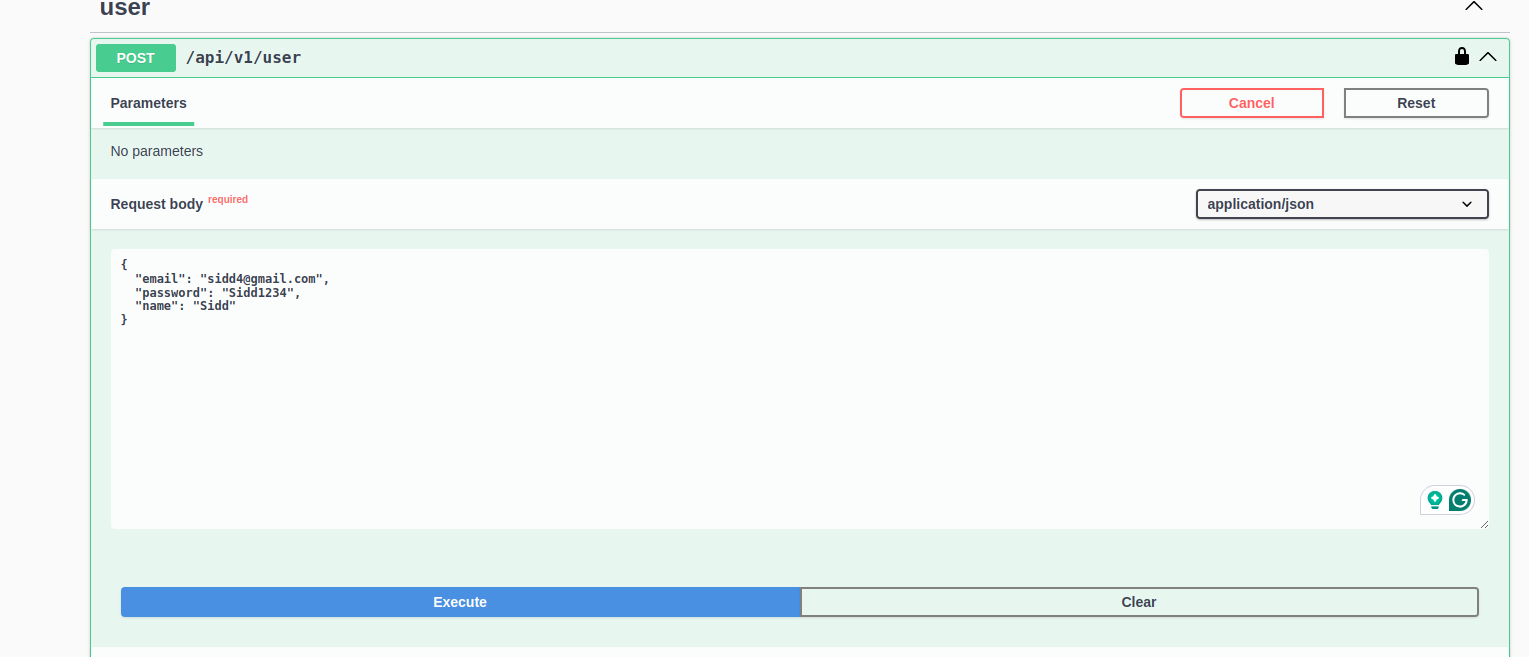 user
POST /api/v1/user
Parameters
Cancel
Reset
No parameters
Request body required
application/json
{
"email": "sidd4@gmail.com",
"password": "Sidd1234",
"name": "Sidd"
}
Execute
Clear